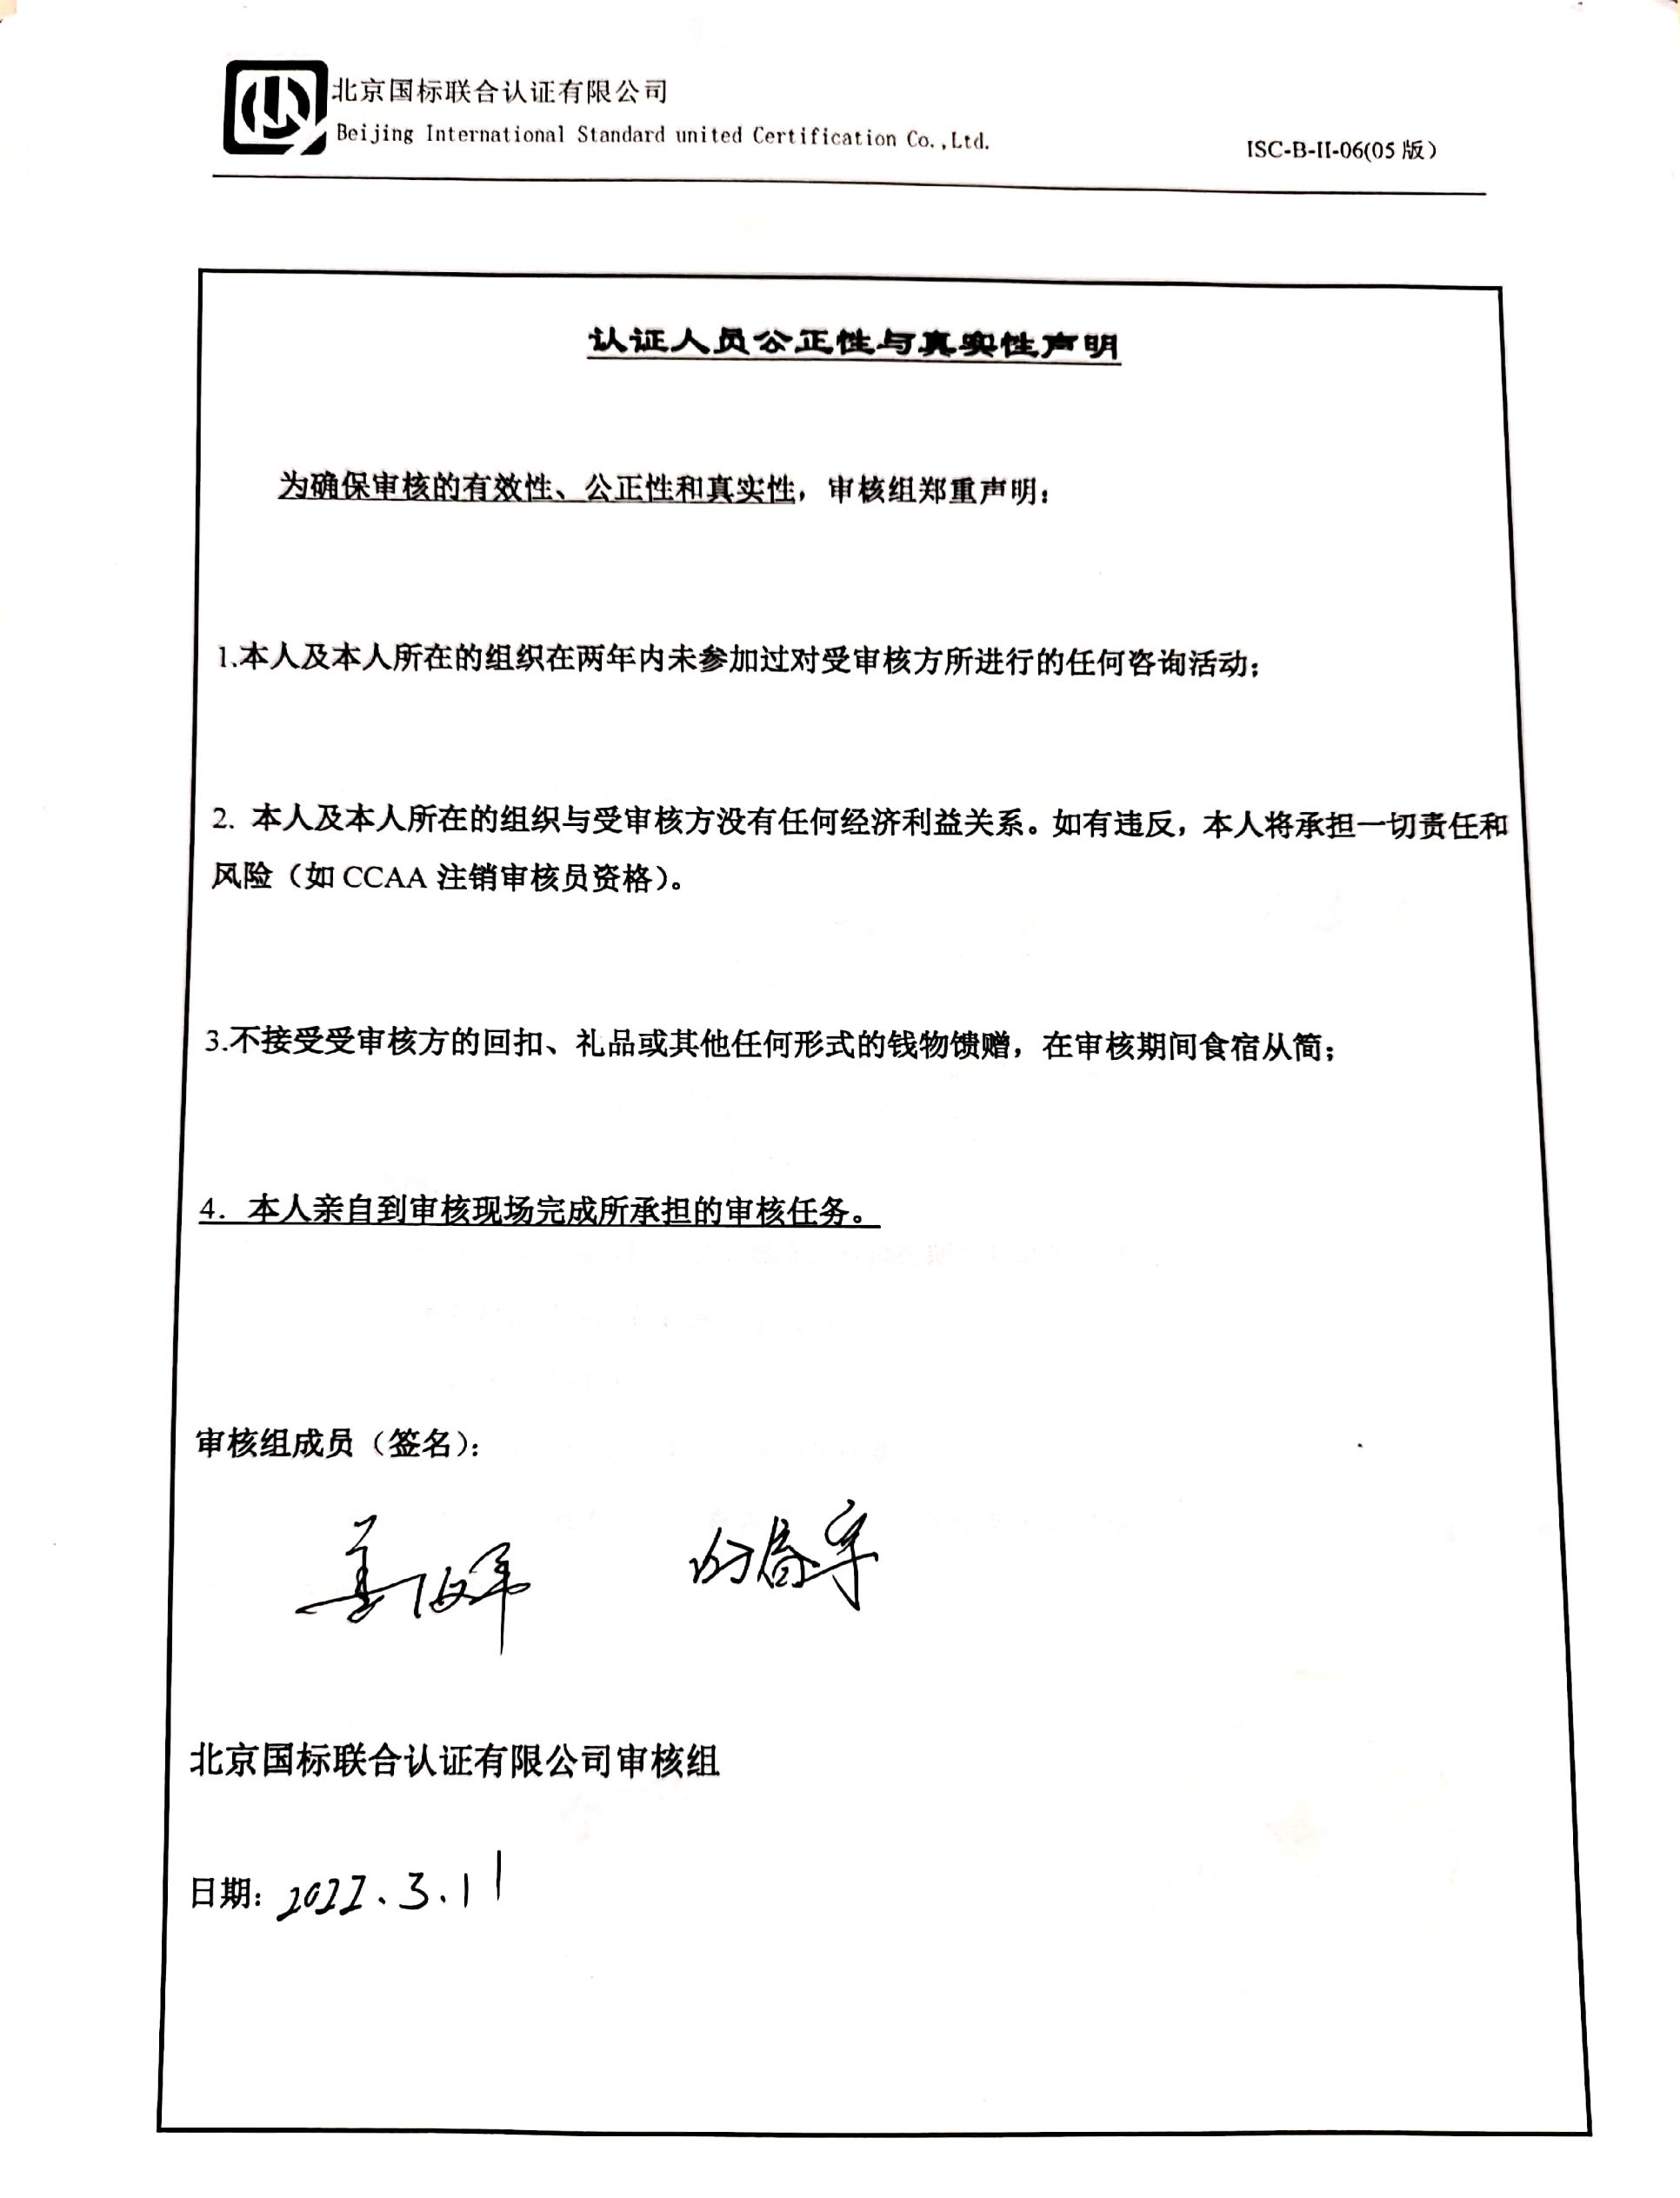 北京国标联合认证有限公司
Beijing International Standard united Certification Co.,Ltd.
ISC-B-II-06(05 版)
认证人员公正性与真实性声明
为确保审核的有效性、公正性和真实性，审核组郑重声明：
1.本人及本人所在的组织在两年内未参加过对受审核方所进行的任何咨询活动；
2. 本人及本人所在的组织与受审核方没有任何经济利益关系。如有违反，本人将承担一切责任和
风险（如 CCAA 注销审核员资格）。
3.不接受受审核方的回扣、礼品或其他任何形式的钱物馈赠，在审核期间食宿从简；
4. 本人亲自到审核现场完成所承担的审核任务。
审核组成员（签名）：
北京国标联合认证有限公司审核组
日期：2022.3.11